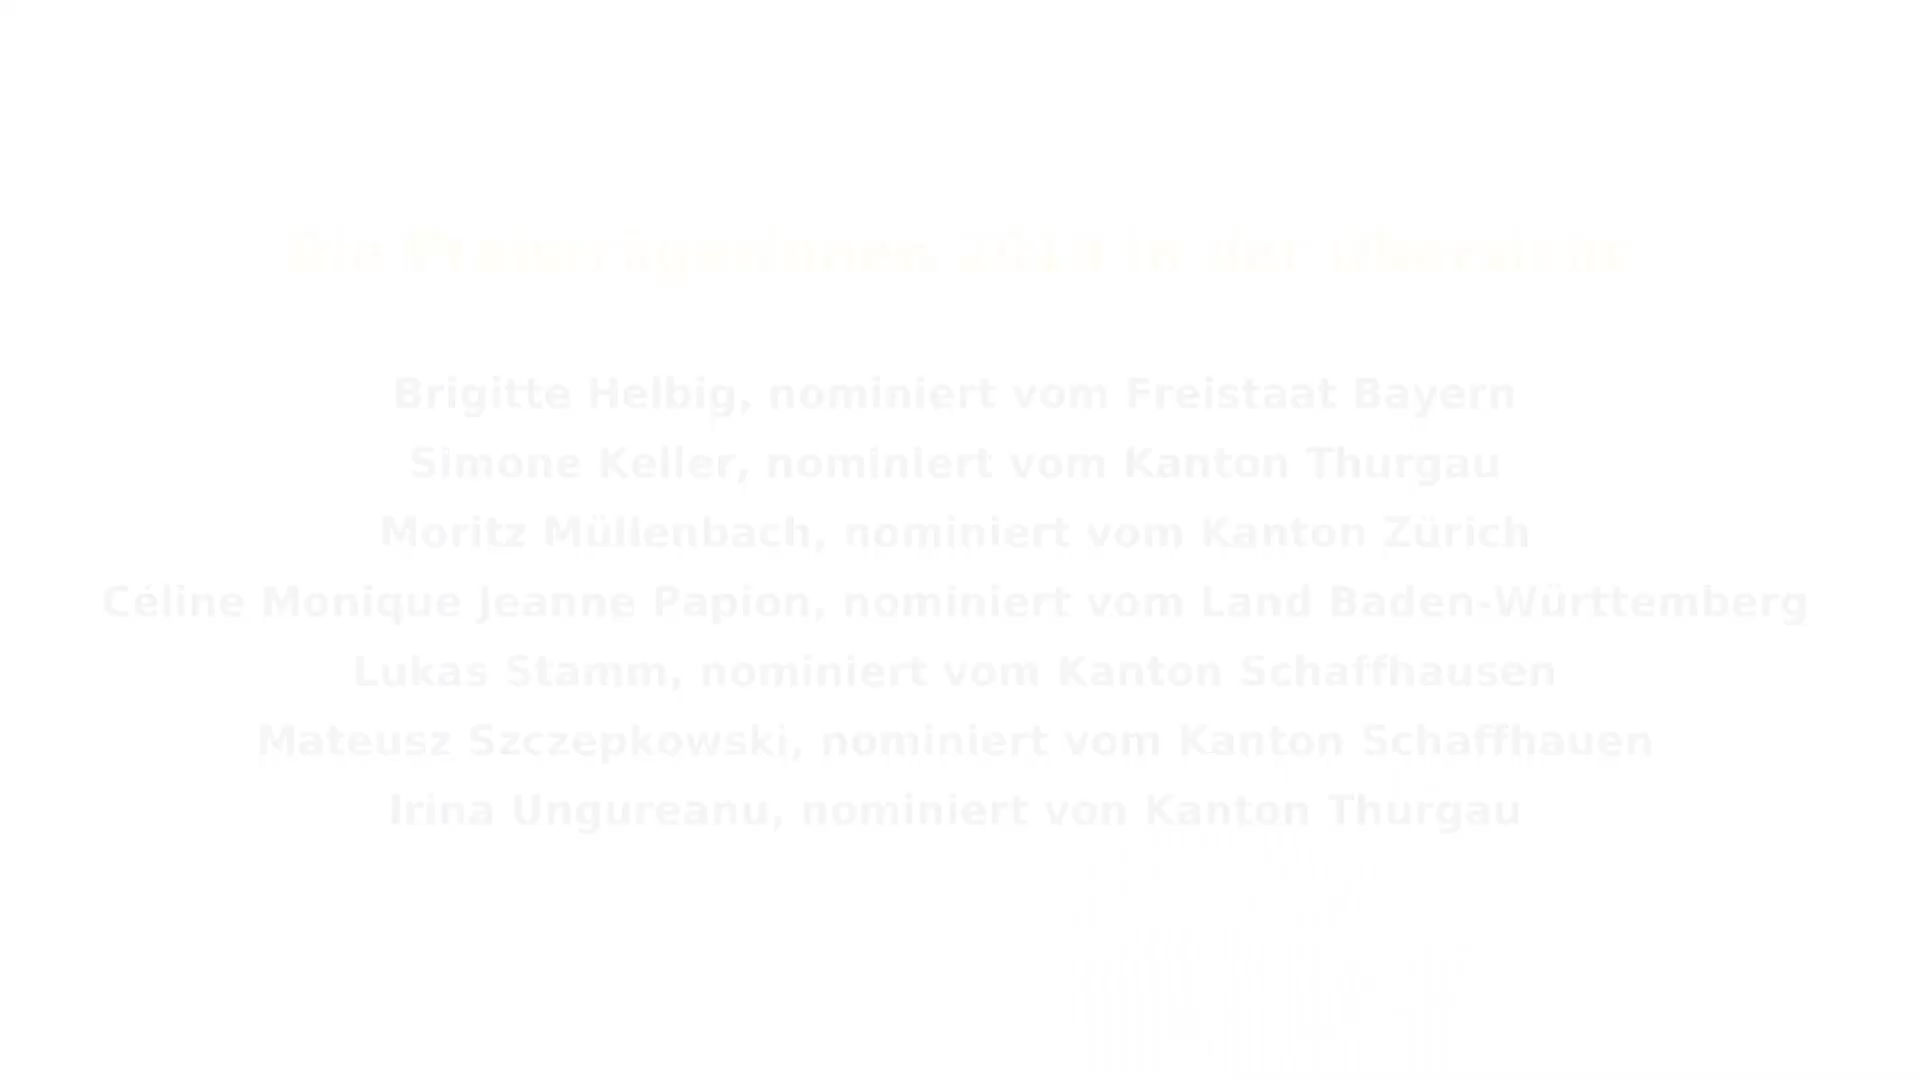 Die Preisträgerinnen 2018 in der Übersicht
Brigitte Helbig, nominiert vom Freistaat Bayern
Simone Keller, nominiert vom Kanton Thurgau
Moritz Müllenbach, nominiert vom Kanton Zürich
Céline Monique Jeanne Papion, nominiert vom Land Baden-Württemberg
Lukas Stamm, nominiert vom Kanton Schaffhausen
Mateusz Szczepkowski, nominiert vom Kanton Schaffhauen
Irina Ungureanu, nominiert von Kanton Thurgau